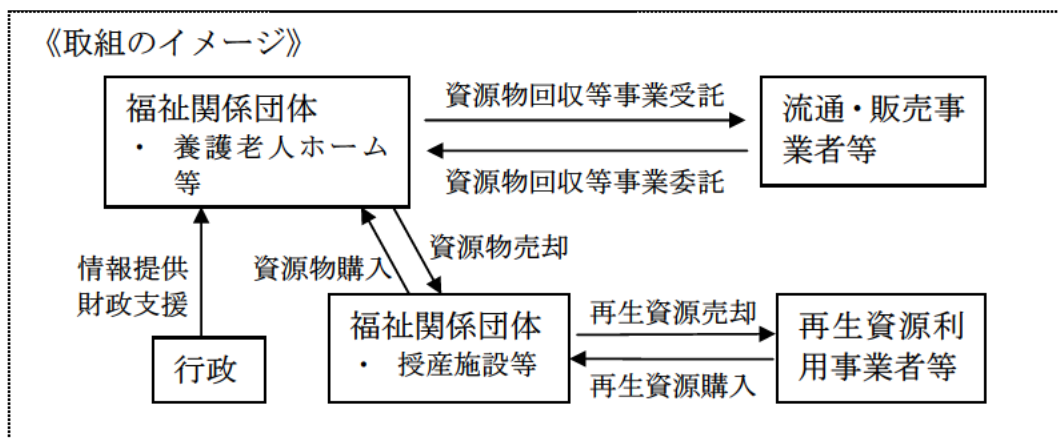 《取組のイメージ》
福祉関係団体
・ 養護老人ホーム
等
資源物回収等事業受託
資源物回収等事業委託
流通・販売事
業者等
情報提供
財政支援
資源物購入
資源物売却
行政
福祉関係団体
・ 授産施設等
再生資源売却
再生資源購入
再生資源利
用事業者等